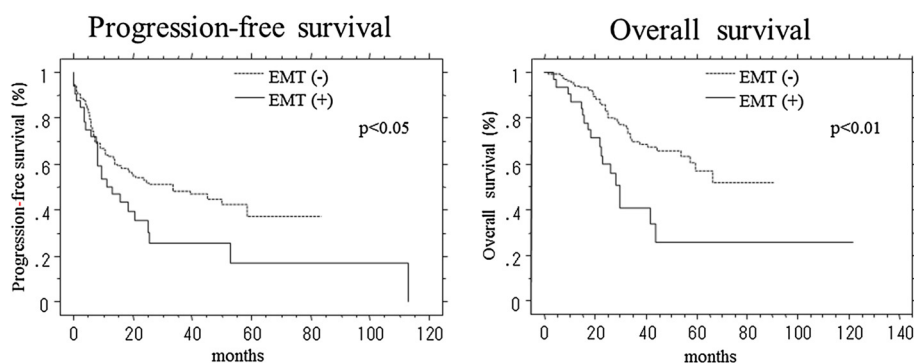 Progression-free survival
Progression-free survival (%)
1
.8
.6
.4
.2
0
EMT (-)
EMT (+)
p<0.05
0 20 40 60 80 100 120
months
Overall survival
Overall survival (%)
1
.8
.6
.4
.2
0
EMT (-)
EMT (+)
p<0.01
0 20 40 60 80 100 120 140
months